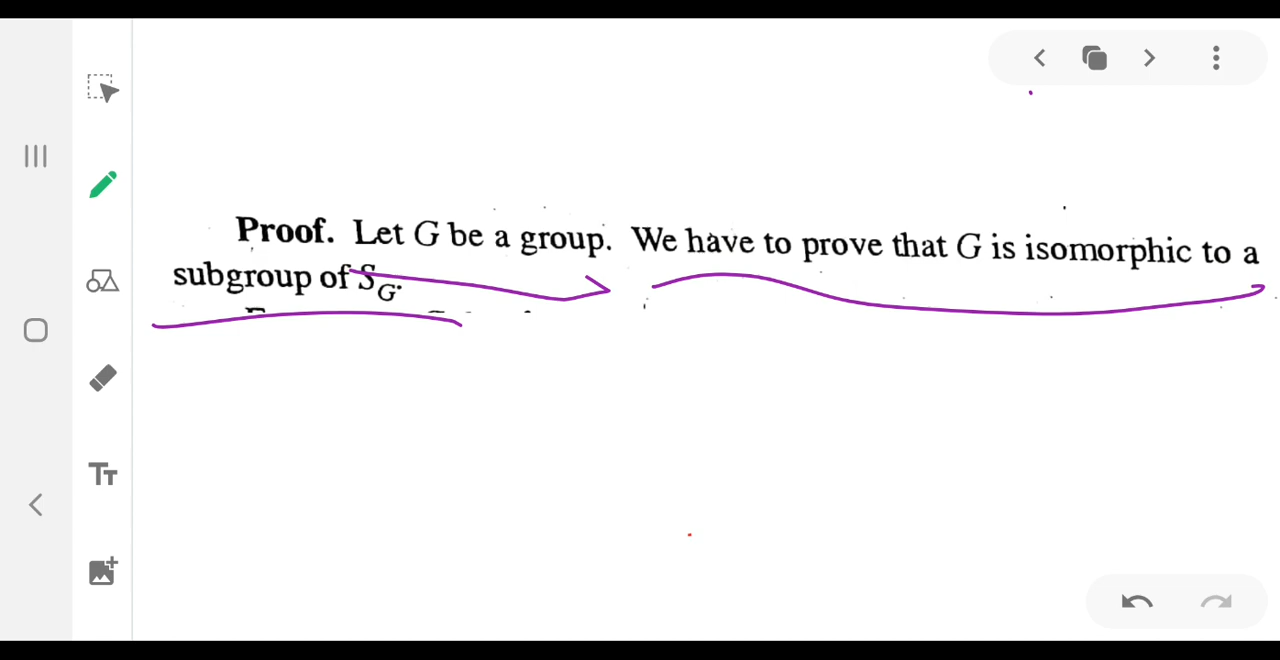 Proof. Let G be a group. We have to prove that G is isomorphic to a
subgroup of S_G.